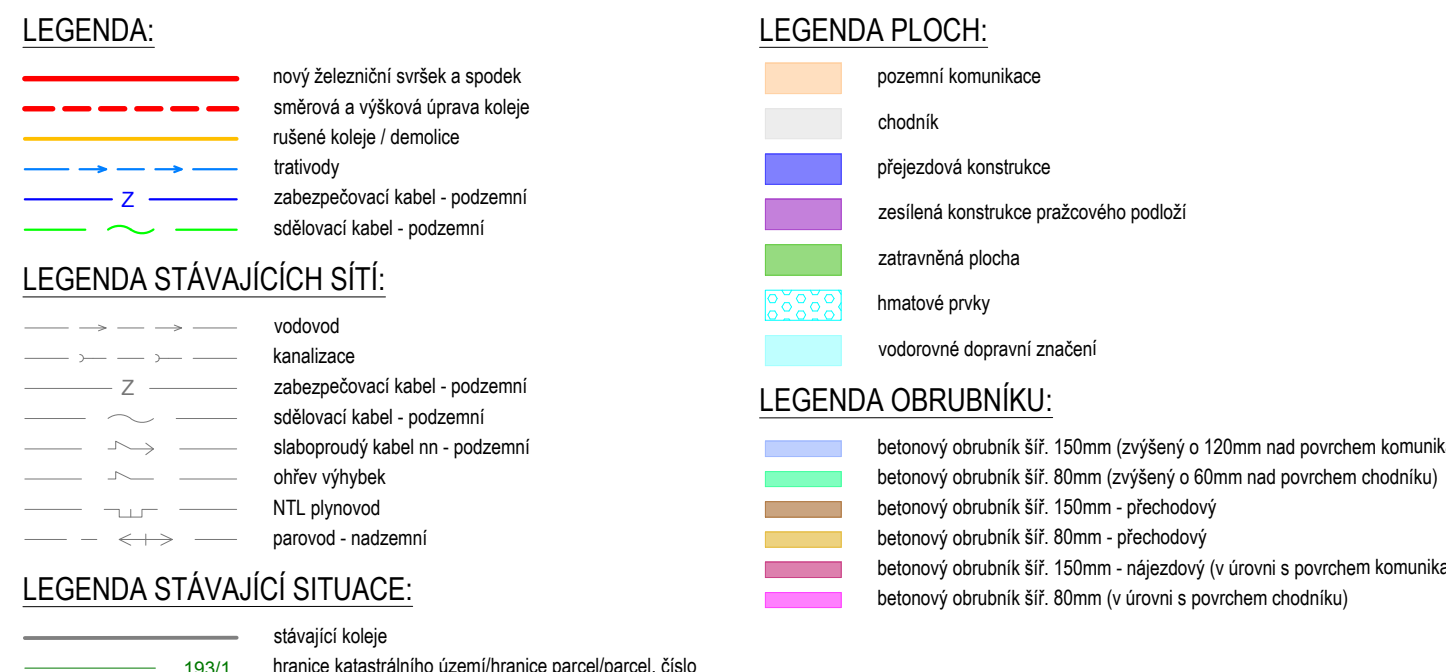 LEGENDA:
nový železniční svršek a spodek
směrová a výšková úprava koleje
rušené koleje / demolice
trativody
Z zabezpečovací kabel - podzemní
sdělovací kabel - podzemní
LEGENDA STÁVAJÍCÍCH SÍTÍ:
vodovod
kanalizace
Z zabezpečovací kabel - podzemní
sdělovací kabel - podzemní
slaboproudý kabel nn - podzemní
ohřev výhybek
NTL plynovod
parovod - nadzemní
LEGENDA STÁVAJÍCÍ SITUACE:
stávající koleje
193/1 hranice katastrálního území/hranice parcel/parcel. číslo
LEGENDA PLOCH:
pozemní komunikace
chodník
přejezdová konstrukce
zesílená konstrukce pražcového podloží
zatravněná plocha
hmatové prvky
vodorovné dopravní značení
LEGENDA OBRUBNÍKU:
betonový obrubník šíř. 150mm (zvýšený o 120mm nad povrchem komunik
betonový obrubník šíř. 80mm (zvýšený o 60mm nad povrchem chodníku)
betonový obrubník šíř. 150mm - přechodový
betonový obrubník šíř. 80mm - přechodový
betonový obrubník šíř. 150mm - nájezdový (v úrovni s povrchem komunika
betonový obrubník šíř. 80mm (v úrovni s povrchem chodníku)